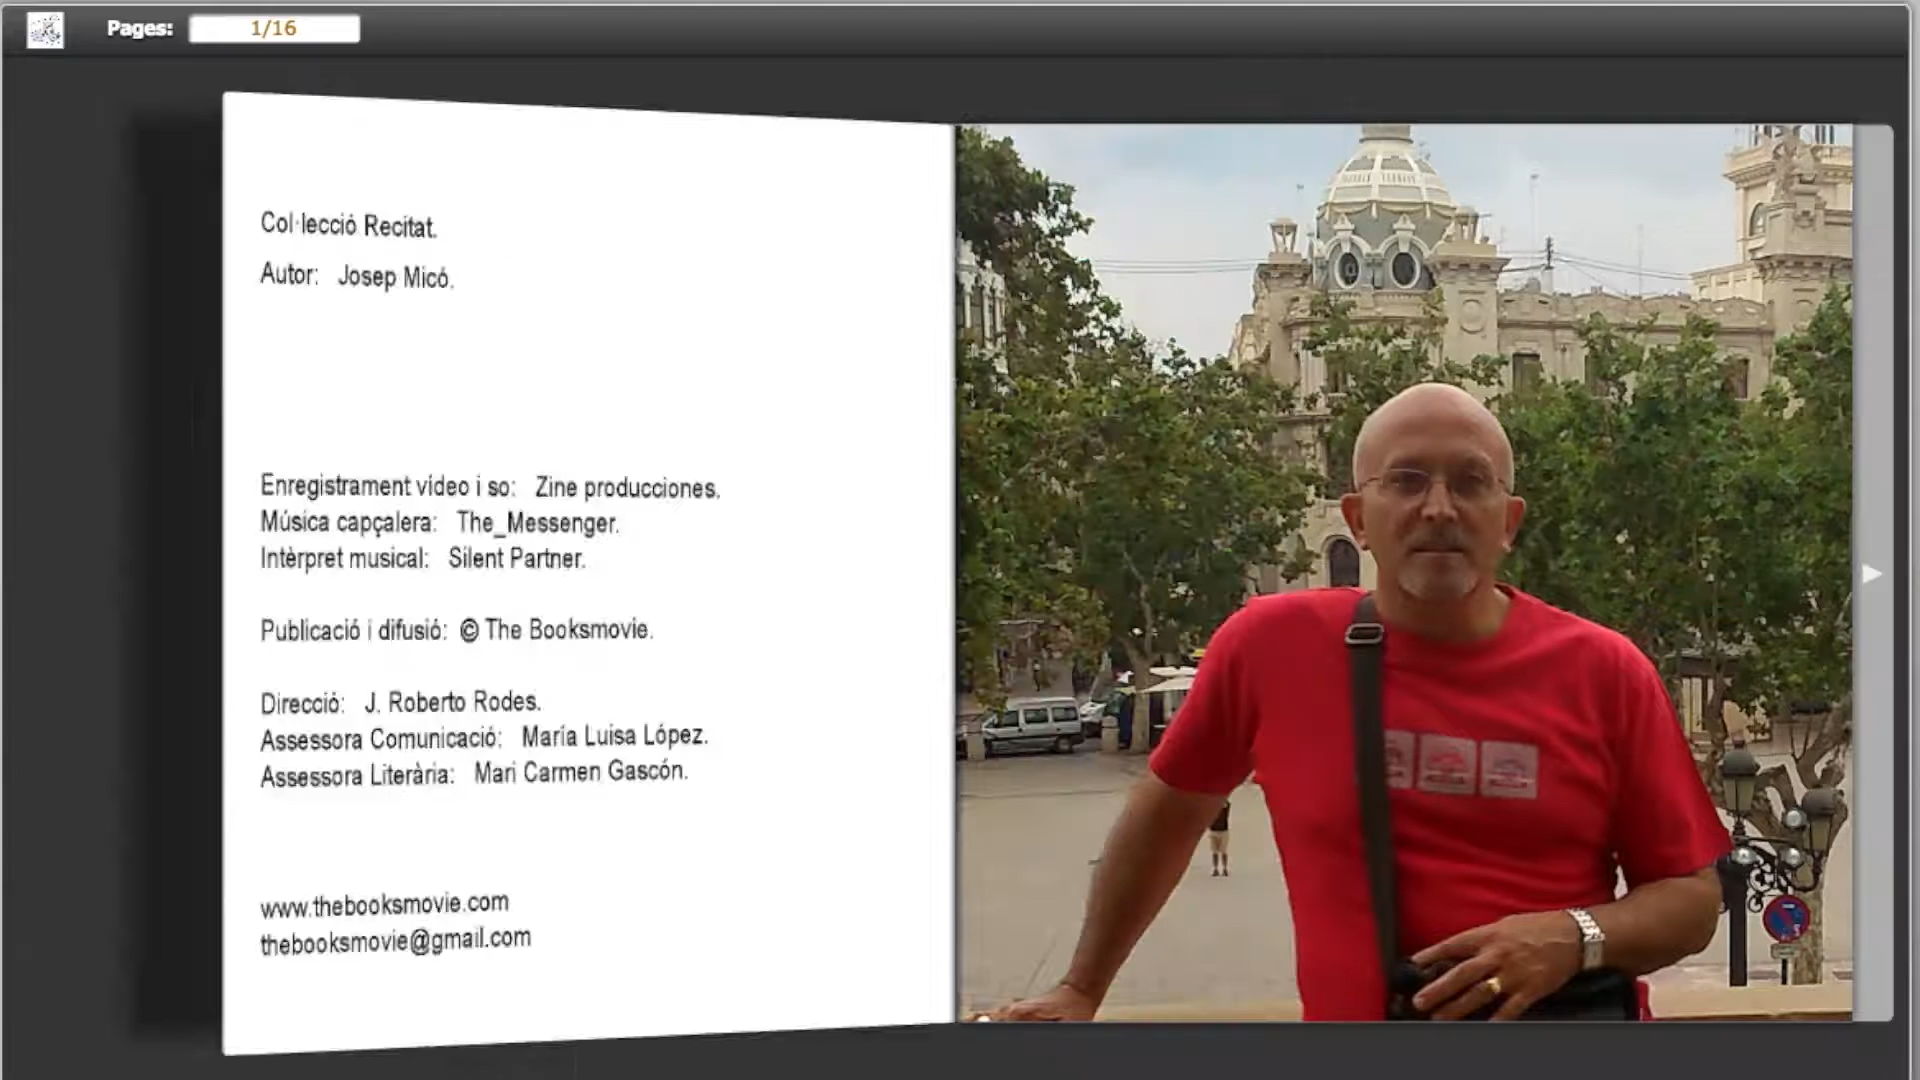 Pages: 1/16
Col·lecció Recitat.
Autor: Josep Micó.
Enregistrament vídeo i so: Zine producciones.
Música capçalera: The_Messenger.
Intèrpret musical: Silent Partner.
Publicació i difusió: © The Booksmovie.
Direcció: J. Roberto Rodes.
Assessora Comunicació: María Luisa López.
Assessora Literària: Mari Carmen Gascón.
www.thebooksmovie.com
thebooksmovie@gmail.com